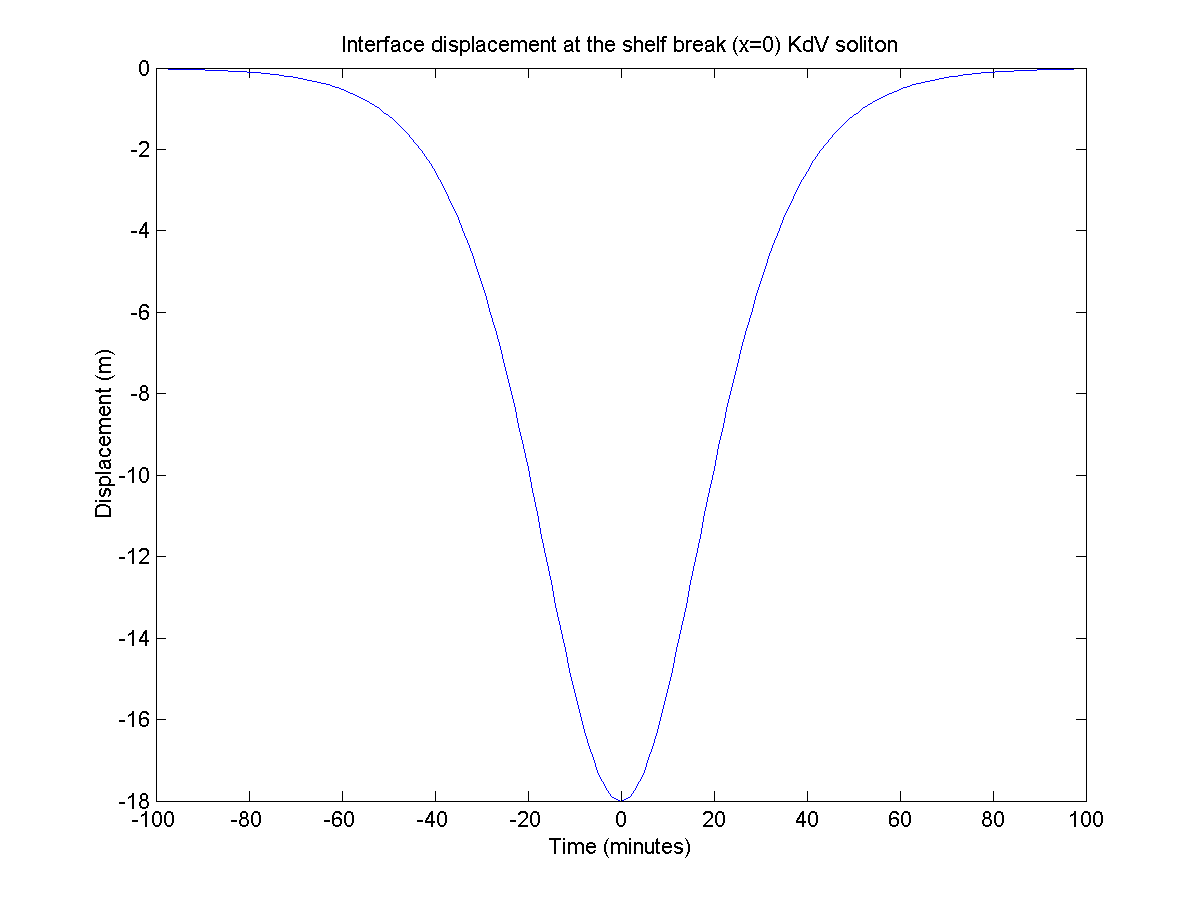 Interface displacement at the shelf break (x=0) KdV soliton
0
-2
-4
-6
-8
-10
-12
-14
-16
-18
Displacement (m)
-100 -80 -60 -40 -20 0 20 40 60 80 100
Time (minutes)